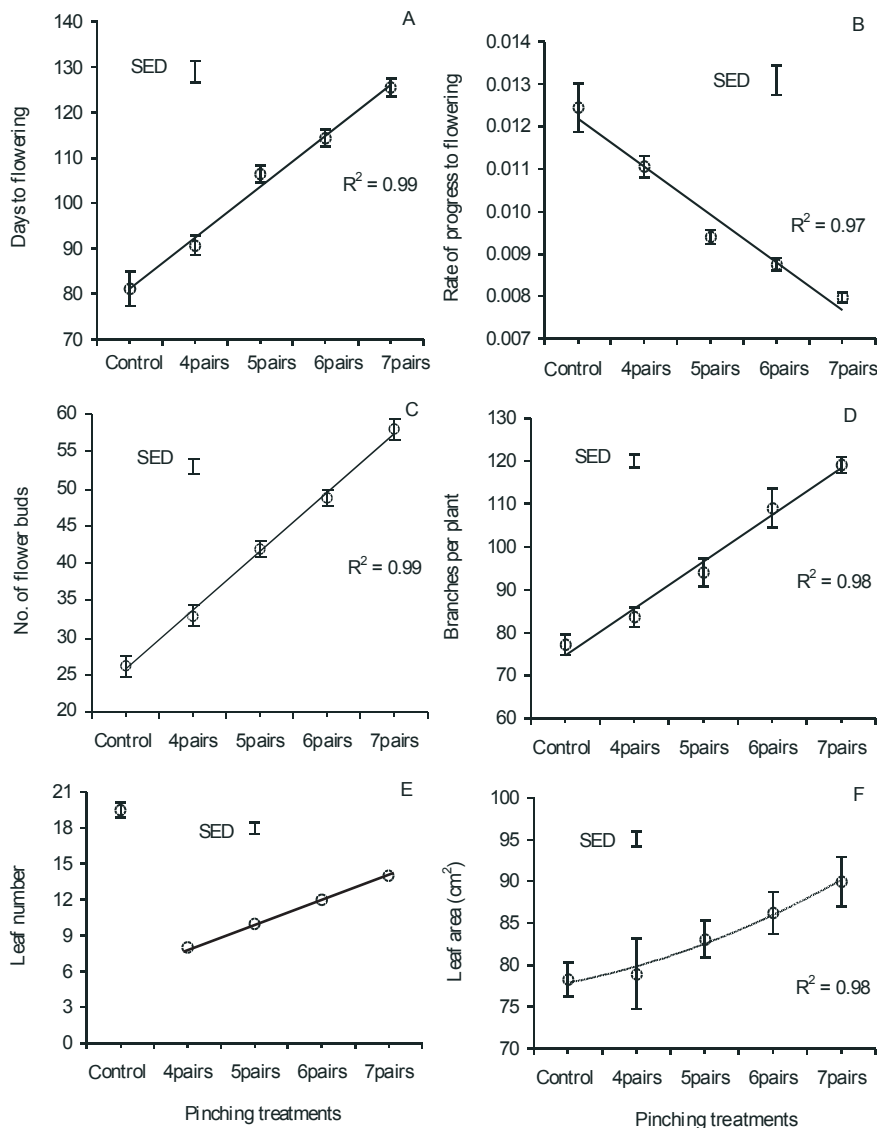 A
140
130
120
110
100
90
80
70
Days to flowering
SED
R² = 0.99
Control 4pairs 5pairs 6pairs 7pairs
B
0.014
0.013
0.012
0.011
0.010
0.009
0.008
0.007
Rate of progress to flowering
SED
R² = 0.97
Control 4pairs 5pairs 6pairs 7pairs
C
60
55
50
45
40
35
30
25
20
No. of flower buds
SED
R² = 0.99
Control 4pairs 5pairs 6pairs 7pairs
D
130
120
110
100
90
80
70
60
Branches per plant
SED
R² = 0.98
Control 4pairs 5pairs 6pairs 7pairs
E
21
18
15
12
9
6
3
0
Leaf number
SED
Control 4pairs 5pairs 6pairs 7pairs
Pinching treatments
F
100
95
90
85
80
75
70
Leaf area (cm²)
SED
R² = 0.98
Control 4pairs 5pairs 6pairs 7pairs
Pinching treatments